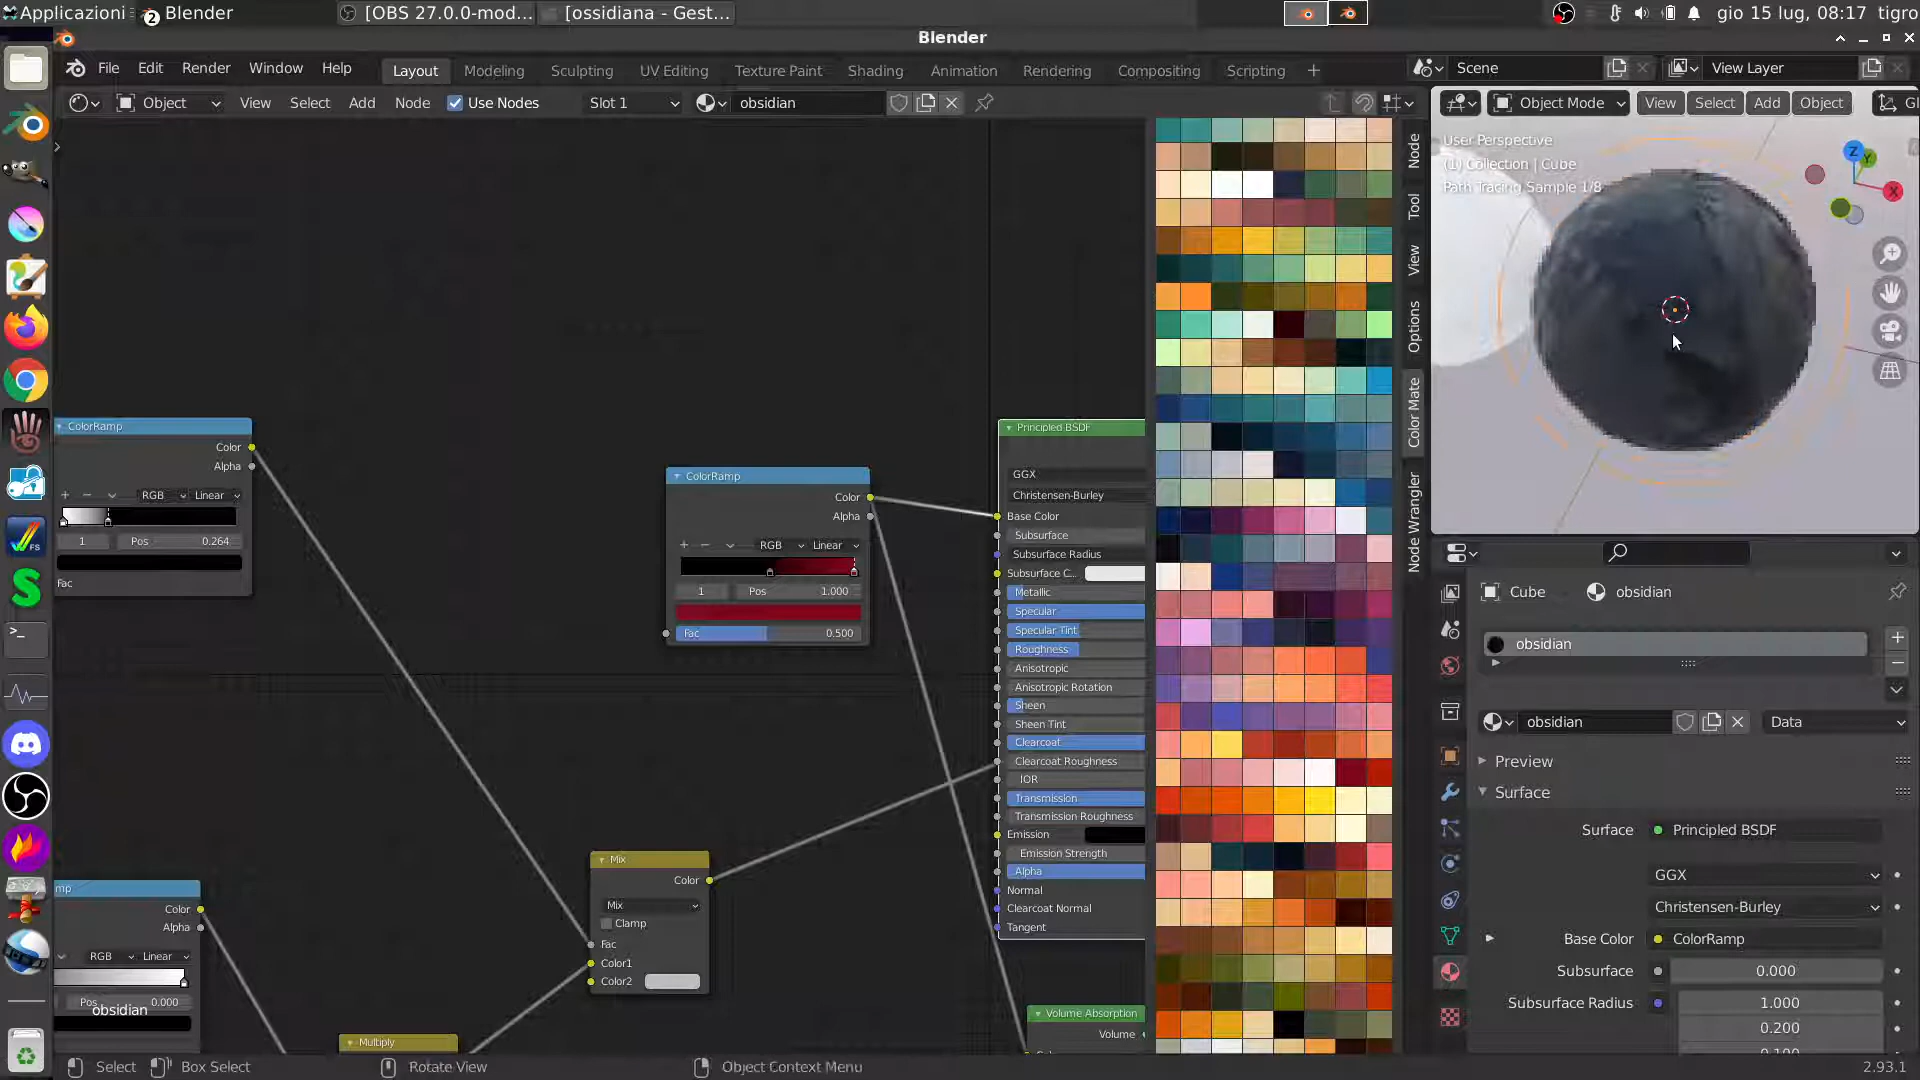 Applicazioni
2
Blender
[OBS 27.0.0-mod...
[ossidiana - Gest...
gio 15 lug, 08:17
tigro
Blender
File
Edit
Render
Window
Help
Layout
Modeling
Sculpting
UV Editing
Texture Paint
Shading
Animation
Rendering
Compositing
Scripting
+
Scene
View Layer
Object
View
Select
Add
Node
Use Nodes
Slot 1
obsidian
Object Mode
View
Select
Add
Object
Gl
User Perspective
(1) Collection | Cube
Path Tracing Sample 1/8
Z
Y
X
Node
Tool
View
Options
Color Mate
Node Wrangler
ColorRamp
Color
Alpha
RGB
Linear
1
Pos
0.264
Fac
ColorRamp
Color
Alpha
RGB
Linear
1
Pos
1.000
Fac
0.500
Principled BSDF
GGX
Christensen-Burley
Base Color
Subsurface
Subsurface Radius
Subsurface C...
Metallic
Specular
Specular Tint
Roughness
Anisotropic
Anisotropic Rotation
Sheen
Sheen Tint
Clearcoat
Clearcoat Roughness
IOR
Transmission
Transmission Roughness
Emission
Emission Strength
Alpha
Normal
Clearcoat Normal
Tangent
mp
Color
Alpha
RGB
Linear
Pos
0.000
obsidian
Mix
Color
Mix
Clamp
Fac
Color1
Color2
Multiply
Volume Absorption
Volume
Cube
obsidian
obsidian
obsidian
Data
Preview
Surface
Surface
Principled BSDF
GGX
Christensen-Burley
Base Color
ColorRamp
Subsurface
0.000
Subsurface Radius
1.000
0.200
Select
Box Select
Rotate View
Object Context Menu
2.93.1